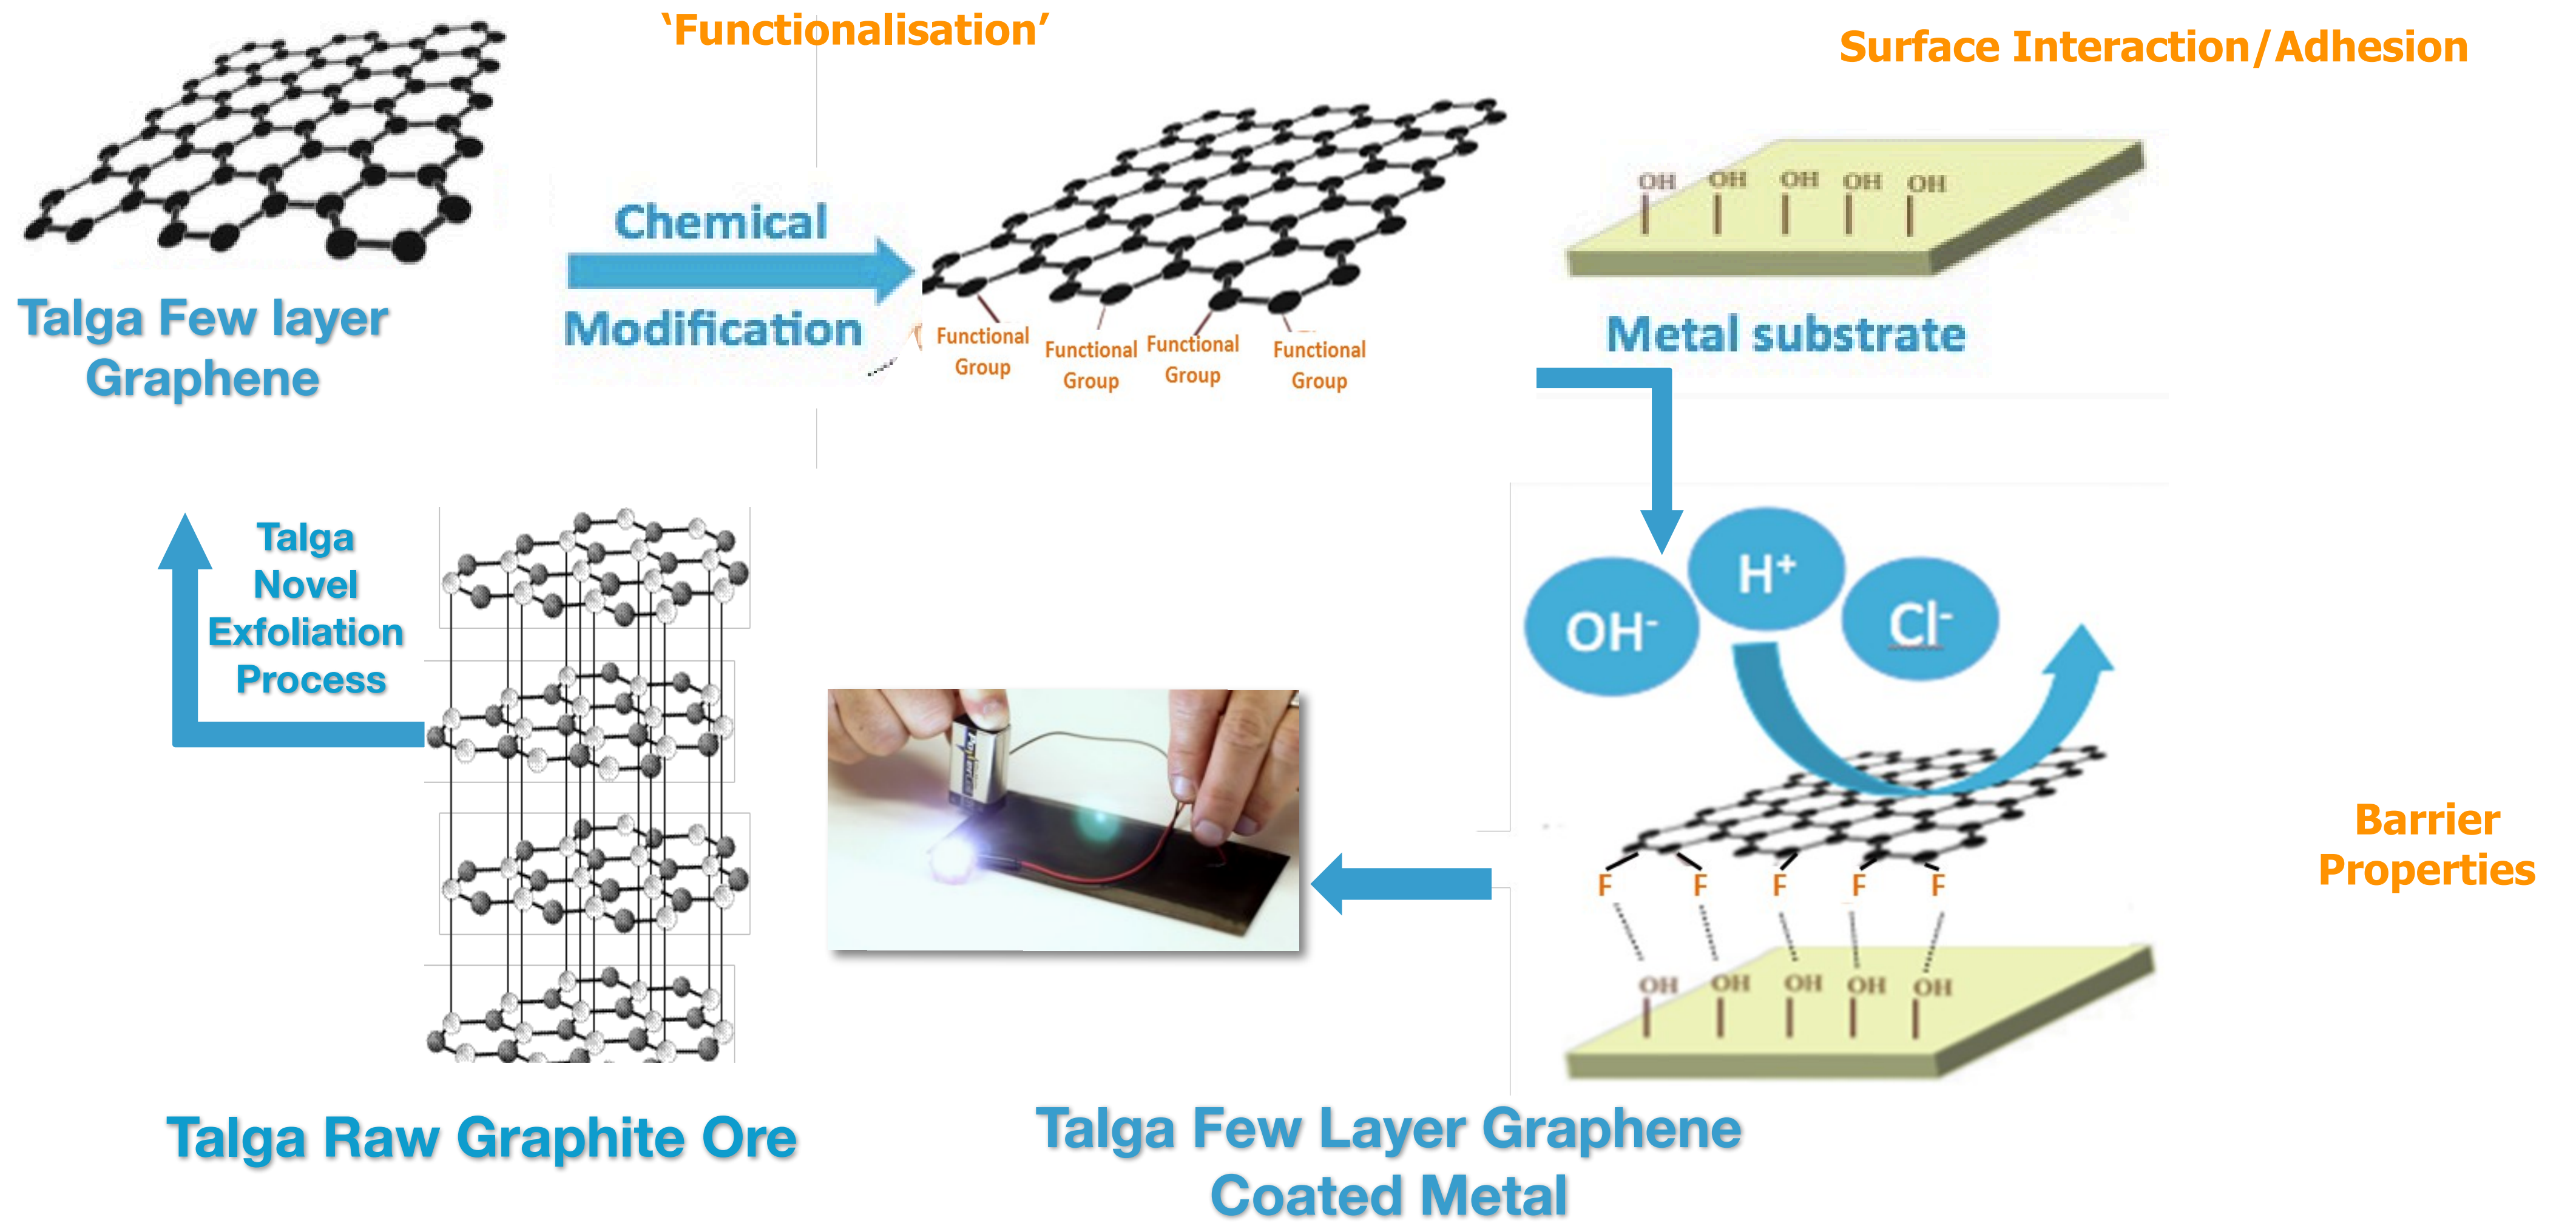 ‘Functionalisation’
Surface Interaction/Adhesion
Talga Few layer
Graphene
Chemical
Modification
Functional
Group
Functional
Group
Functional
Group
Functional
Group
OH OH OH OH OH
Metal substrate
Talga
Novel
Exfoliation
Process
OH-
H+
Cl-
Barrier
Properties
F F F F F
OH OH OH OH OH
Talga Raw Graphite Ore
Talga Few Layer Graphene
Coated Metal